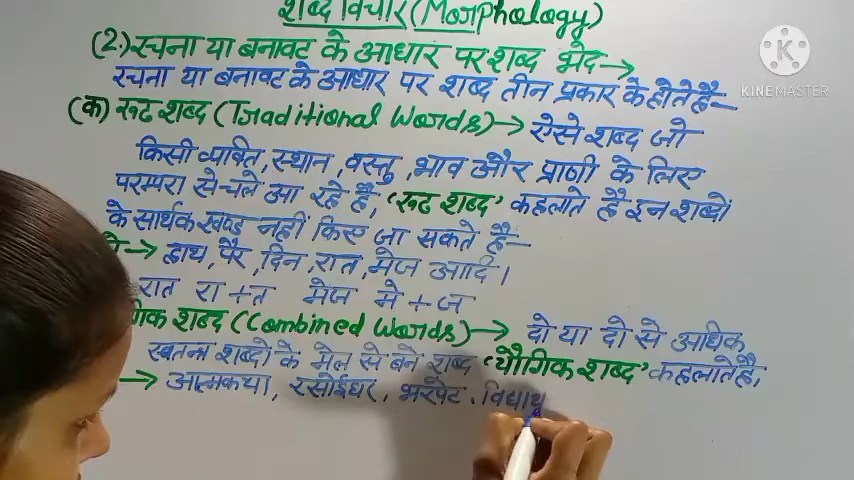 शब्द विचार (Morphology)
(2.) रचना या बनावट के आधार पर शब्द भेद →
रचना या बनावट के आधार पर शब्द तीन प्रकार के होते है -
(क) रूढ शब्द (Traditional Words) → ऐसे शब्द जो
किसी व्यक्ति, स्थान, वस्तु, भाव और प्राणी के लिए
परम्परा से चले आ रहे है, 'रूढ शब्द' कहलाते है इन शब्दो
के सार्थक खण्ड नहीं किए जा सकते है -
→ हाथ, पैर, दिन, रात, मेज आदि।
रात रा + त मेज मे + ज
गिक शब्द (Combined Words) → दो या दो से अधिक
स्वतन्त्र शब्दो के मेल से बने शब्द 'यौगिक शब्द' कहलाते है,
→ आत्मकथा, रसोईघर, भरपेट, विद्याथ
KINEMASTER